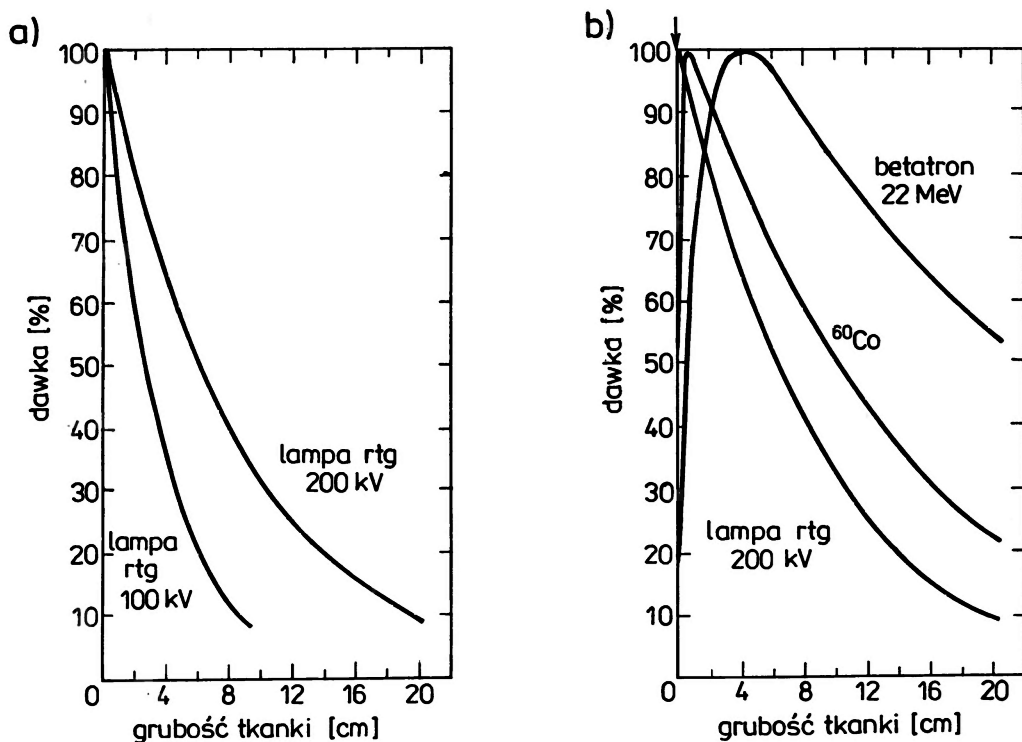 a)
100
90
80
70
60
50
40
30
20
10
0
4
8
12
16
20
dawka [%]
grubość tkanki [cm]
lampa rtg
200 kV
lampa
rtg
100 kV
b)
100
90
80
70
60
50
40
30
20
10
0
4
8
12
16
20
dawka [%]
grubość tkanki [cm]
betatron
22 MeV
⁶⁰Co
lampa rtg
200 kV